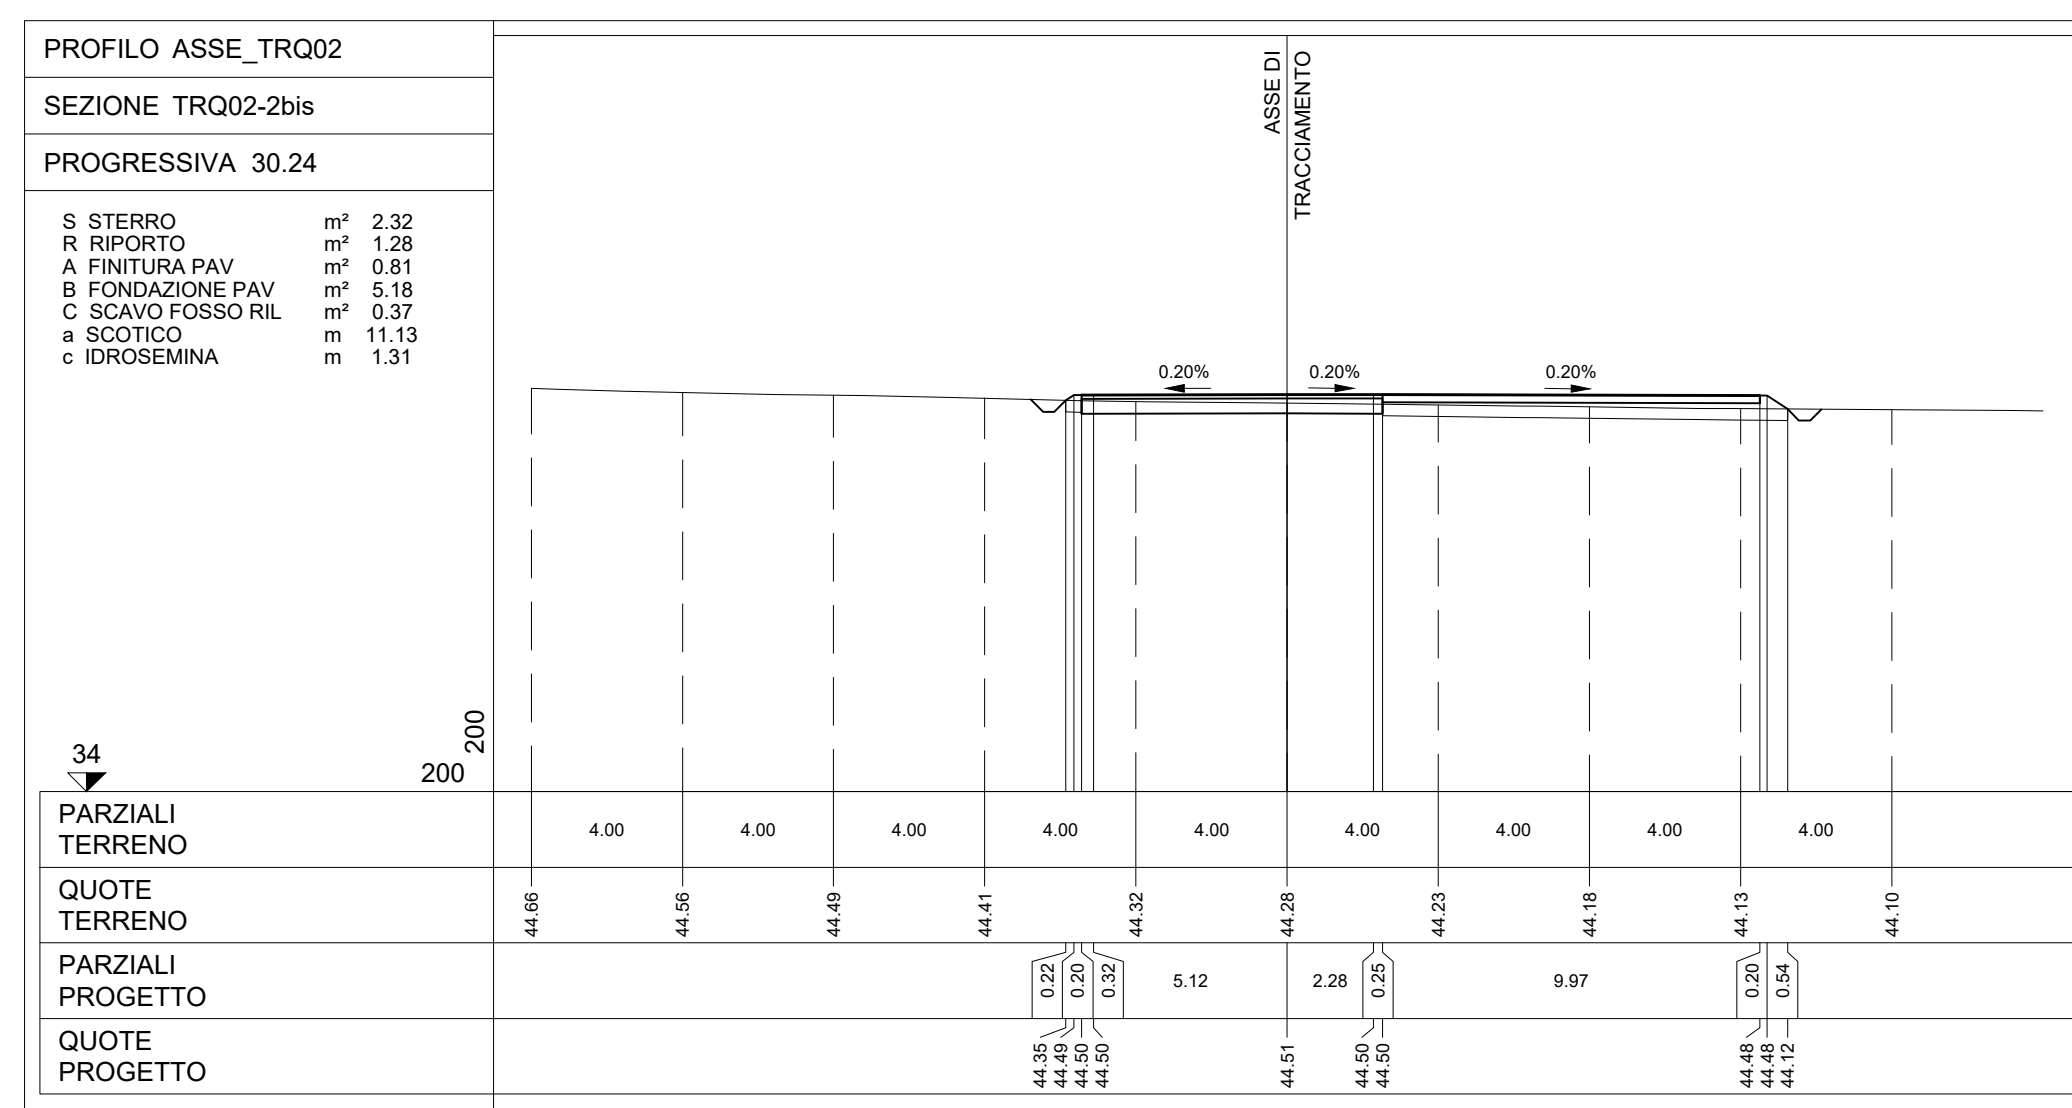 PROFILO ASSE_TRQ02
SEZIONE TRQ02-2bis
PROGRESSIVA 30.24
S STERRO m² 2.32
R RIPORTO m² 1.28
A FINITURA PAV m² 0.81
B FONDAZIONE PAV m² 5.18
C SCAVO FOSSO RIL m² 0.37
a SCOTICO m 11.13
c IDROSEMINA m 1.31
ASSE DI
TRACCIAMENTO
0.20% 0.20% 0.20%
34
200
200
PARZIALI
TERRENO
4.00 4.00 4.00 4.00 4.00 4.00 4.00 4.00 4.00
QUOTE
TERRENO
44.66 44.56 44.49 44.41 44.32 44.28 44.23 44.18 44.13 44.10
PARZIALI
PROGETTO
0.22 0.20 0.32 5.12 2.28 0.25 9.97 0.20 0.54
QUOTE
PROGETTO
44.35 44.49 44.50 44.50 44.51 44.50 44.50 44.48 44.48 44.12